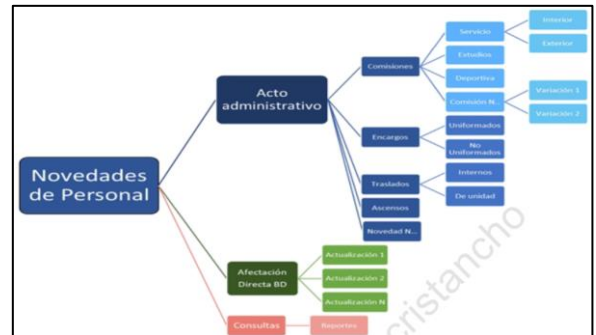 Novedades
de Personal
Acto
administrativo
Comisiones
Servicio
Interior
Exterior
Estudios
Deportiva
Comisión N...
Variación 1
Variación 2
Encargos
Uniformados
No
Uniformados
Traslados
Internos
De unidad
Ascensos
Novedad N...
Afectación
Directa BD
Actualización 1
Actualización 2
Actualización N
Consultas
Reportes
cristancho